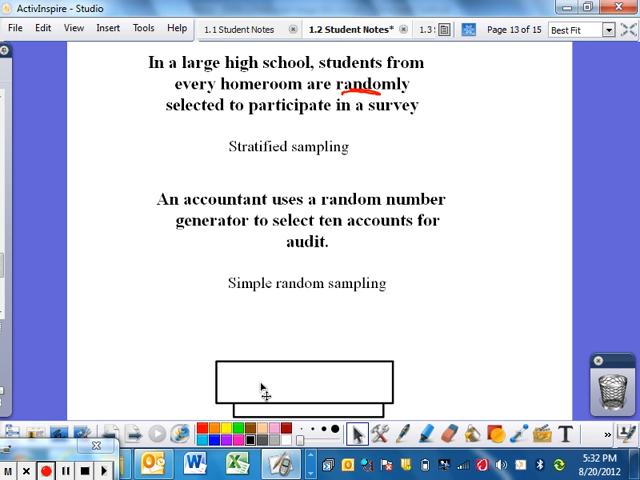 ActivInspire - Studio
File Edit View Insert Tools Help
1.1 Student Notes
1.2 Student Notes*
1.3 :
Page 13 of 15
Best Fit
In a large high school, students from
every homeroom are randomly
selected to participate in a survey
Stratified sampling
An accountant uses a random number
generator to select ten accounts for
audit.
Simple random sampling
T
»
M
W
X
5:32 PM
8/20/2012